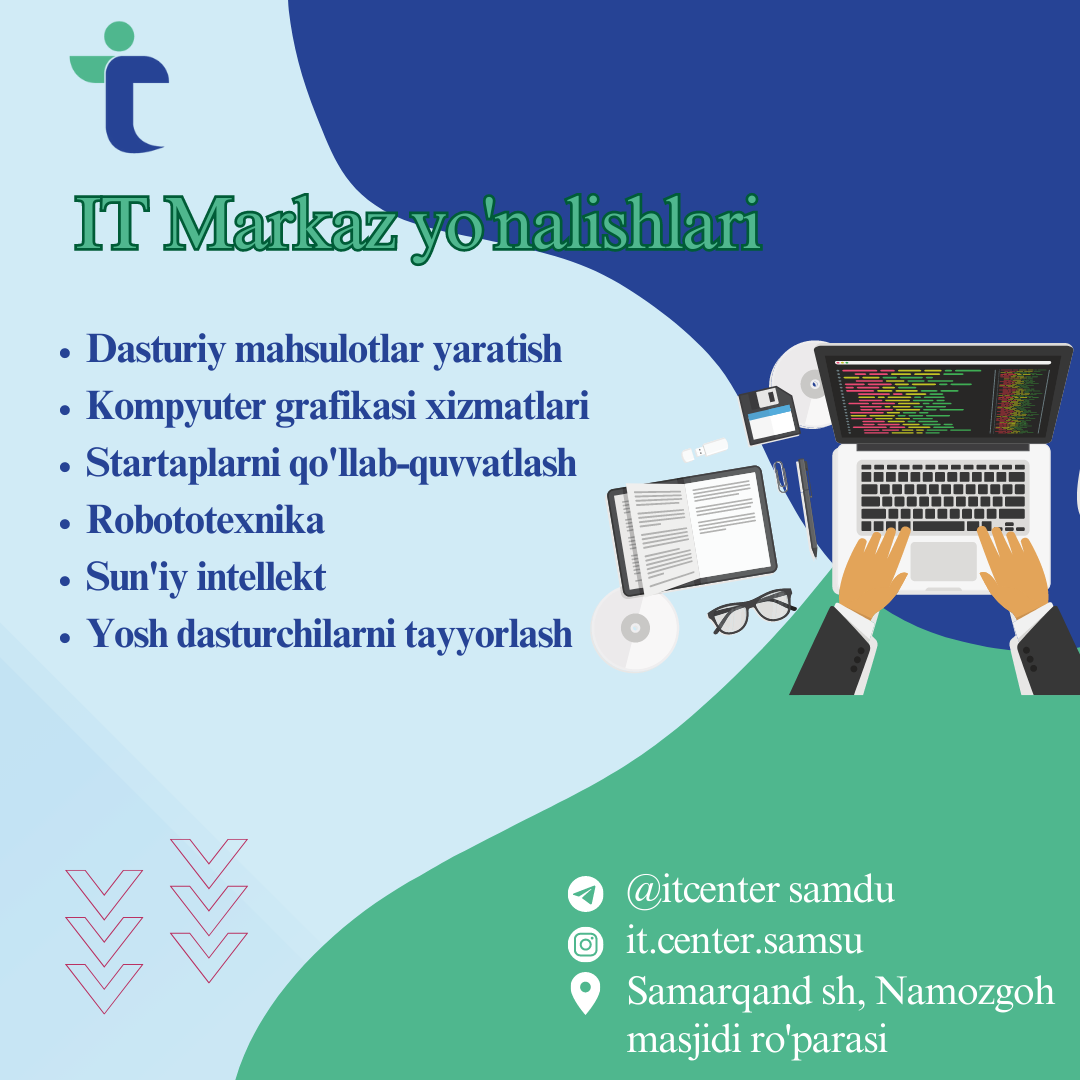 IT Markaz yo'nalishlari
• Dasturiy mahsulotlar yaratish
• Kompyuter grafikasi xizmatlari
• Startaplarni qo'llab-quvvatlash
• Robototexnika
• Sun'iy intellekt
• Yosh dasturchilarni tayyorlash
@itcenter samdu
it.center.samsu
Samarqand sh, Namozgoh
masjidi ro'parasi